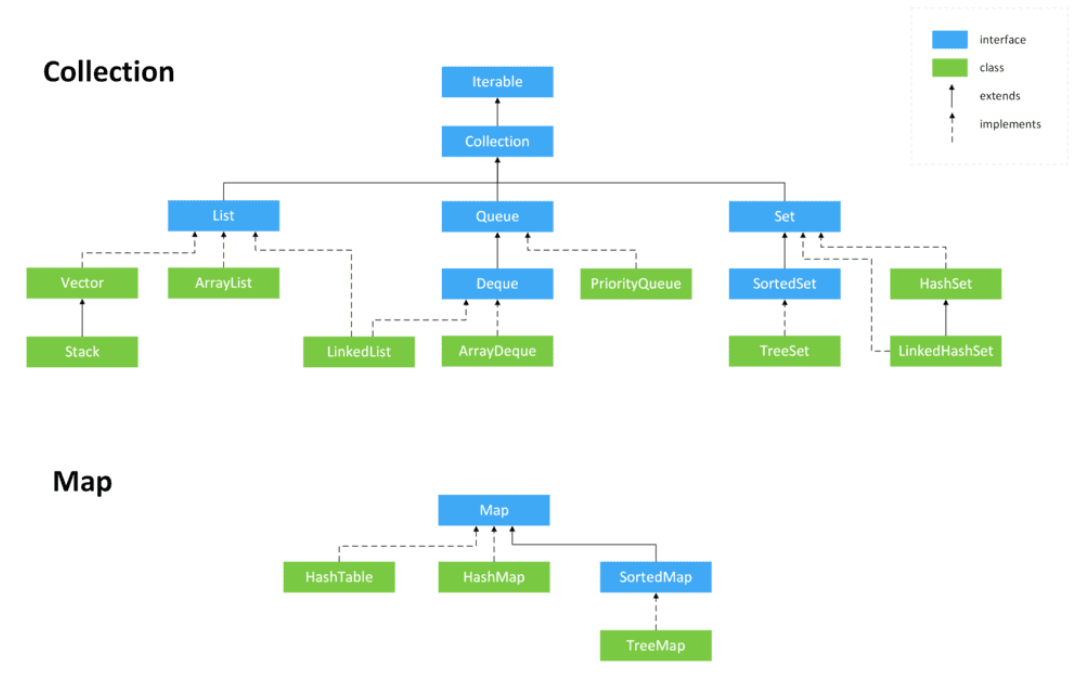 interface
class
extends
implements
Collection
Iterable
Collection
List
Queue
Set
Vector
ArrayList
Deque
PriorityQueue
SortedSet
HashSet
Stack
LinkedList
ArrayDeque
TreeSet
LinkedHashSet
Map
Map
HashTable
HashMap
SortedMap
TreeMap